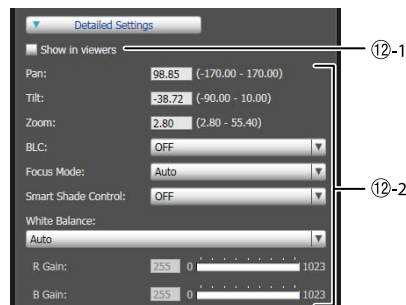 ▼ Detailed Settings
Show in viewers ⑫-1
Pan: 98.85 (-170.00 - 170.00)
Tilt: -38.72 (-90.00 - 10.00)
Zoom: 2.80 (2.80 - 55.40)
BLC: OFF ▼
Focus Mode: Auto ▼
Smart Shade Control: OFF ▼
⑫-2
White Balance:
Auto ▼
R Gain: 255 0 1023
B Gain: 255 0 1023